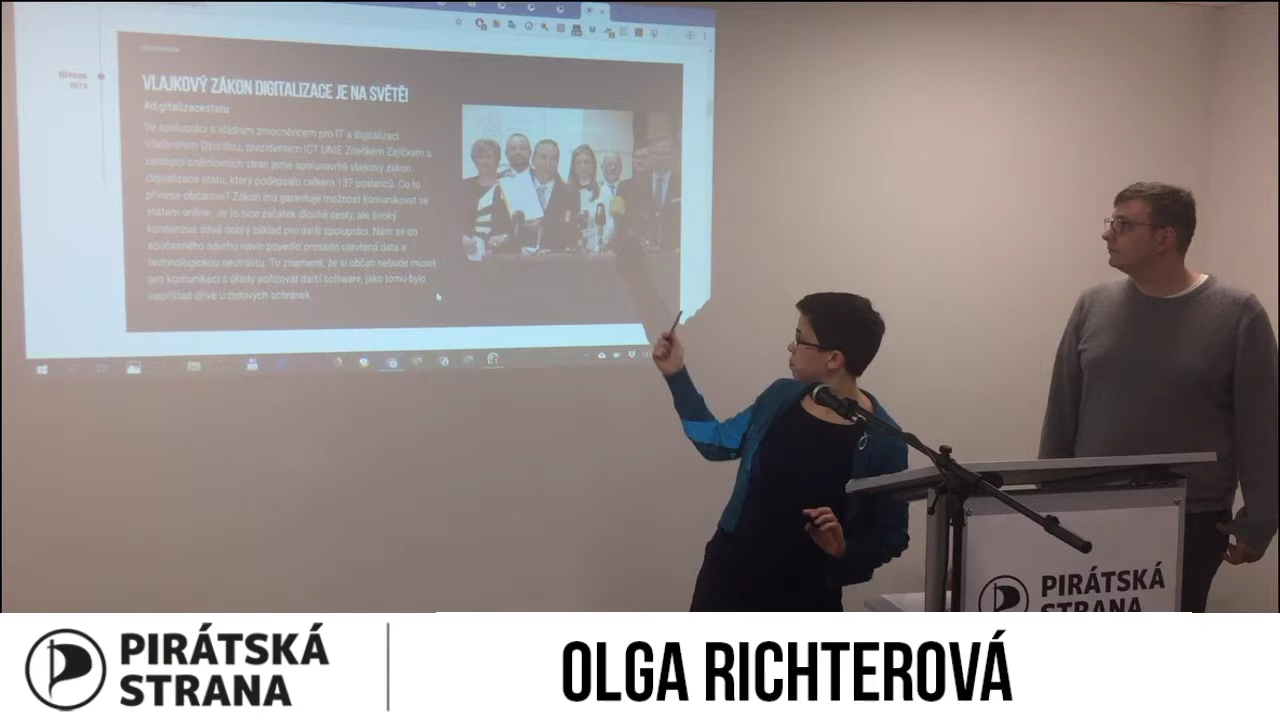 Březen
2019
VLAJKOVÝ ZÁKON DIGITALIZACE JE NA SVĚTĚ!
#digitalizacestatu
Ve spolupráci s vládním zmocněncem pro IT a digitalizaci
Vladimírem Dzurillou, prezidentem ICT UNIE Zdeňkem Zajíčkem a
zástupci sněmovních stran jsme spolunavrhli vlajkový zákon
digitalizace státu, který podepsalo celkem 137 poslanců. Co to
přinese občanovi? Zákon mu garantuje možnost komunikovat se
státem online. Je to sice začátek dlouhé cesty, ale široký
konsenzus dává dobrý základ pro další spolupráci. Nám se do
současného návrhu navíc povedlo prosadit otevřená data a
technologickou neutralitu. To znamená, že si občan nebude muset
pro komunikaci s úřady pořizovat další software, jako tomu bylo
například dříve u datových schránek.
PIRÁTSKÁ
STRANA
PIRÁTSKÁ
STRANA
OLGA RICHTEROVÁ